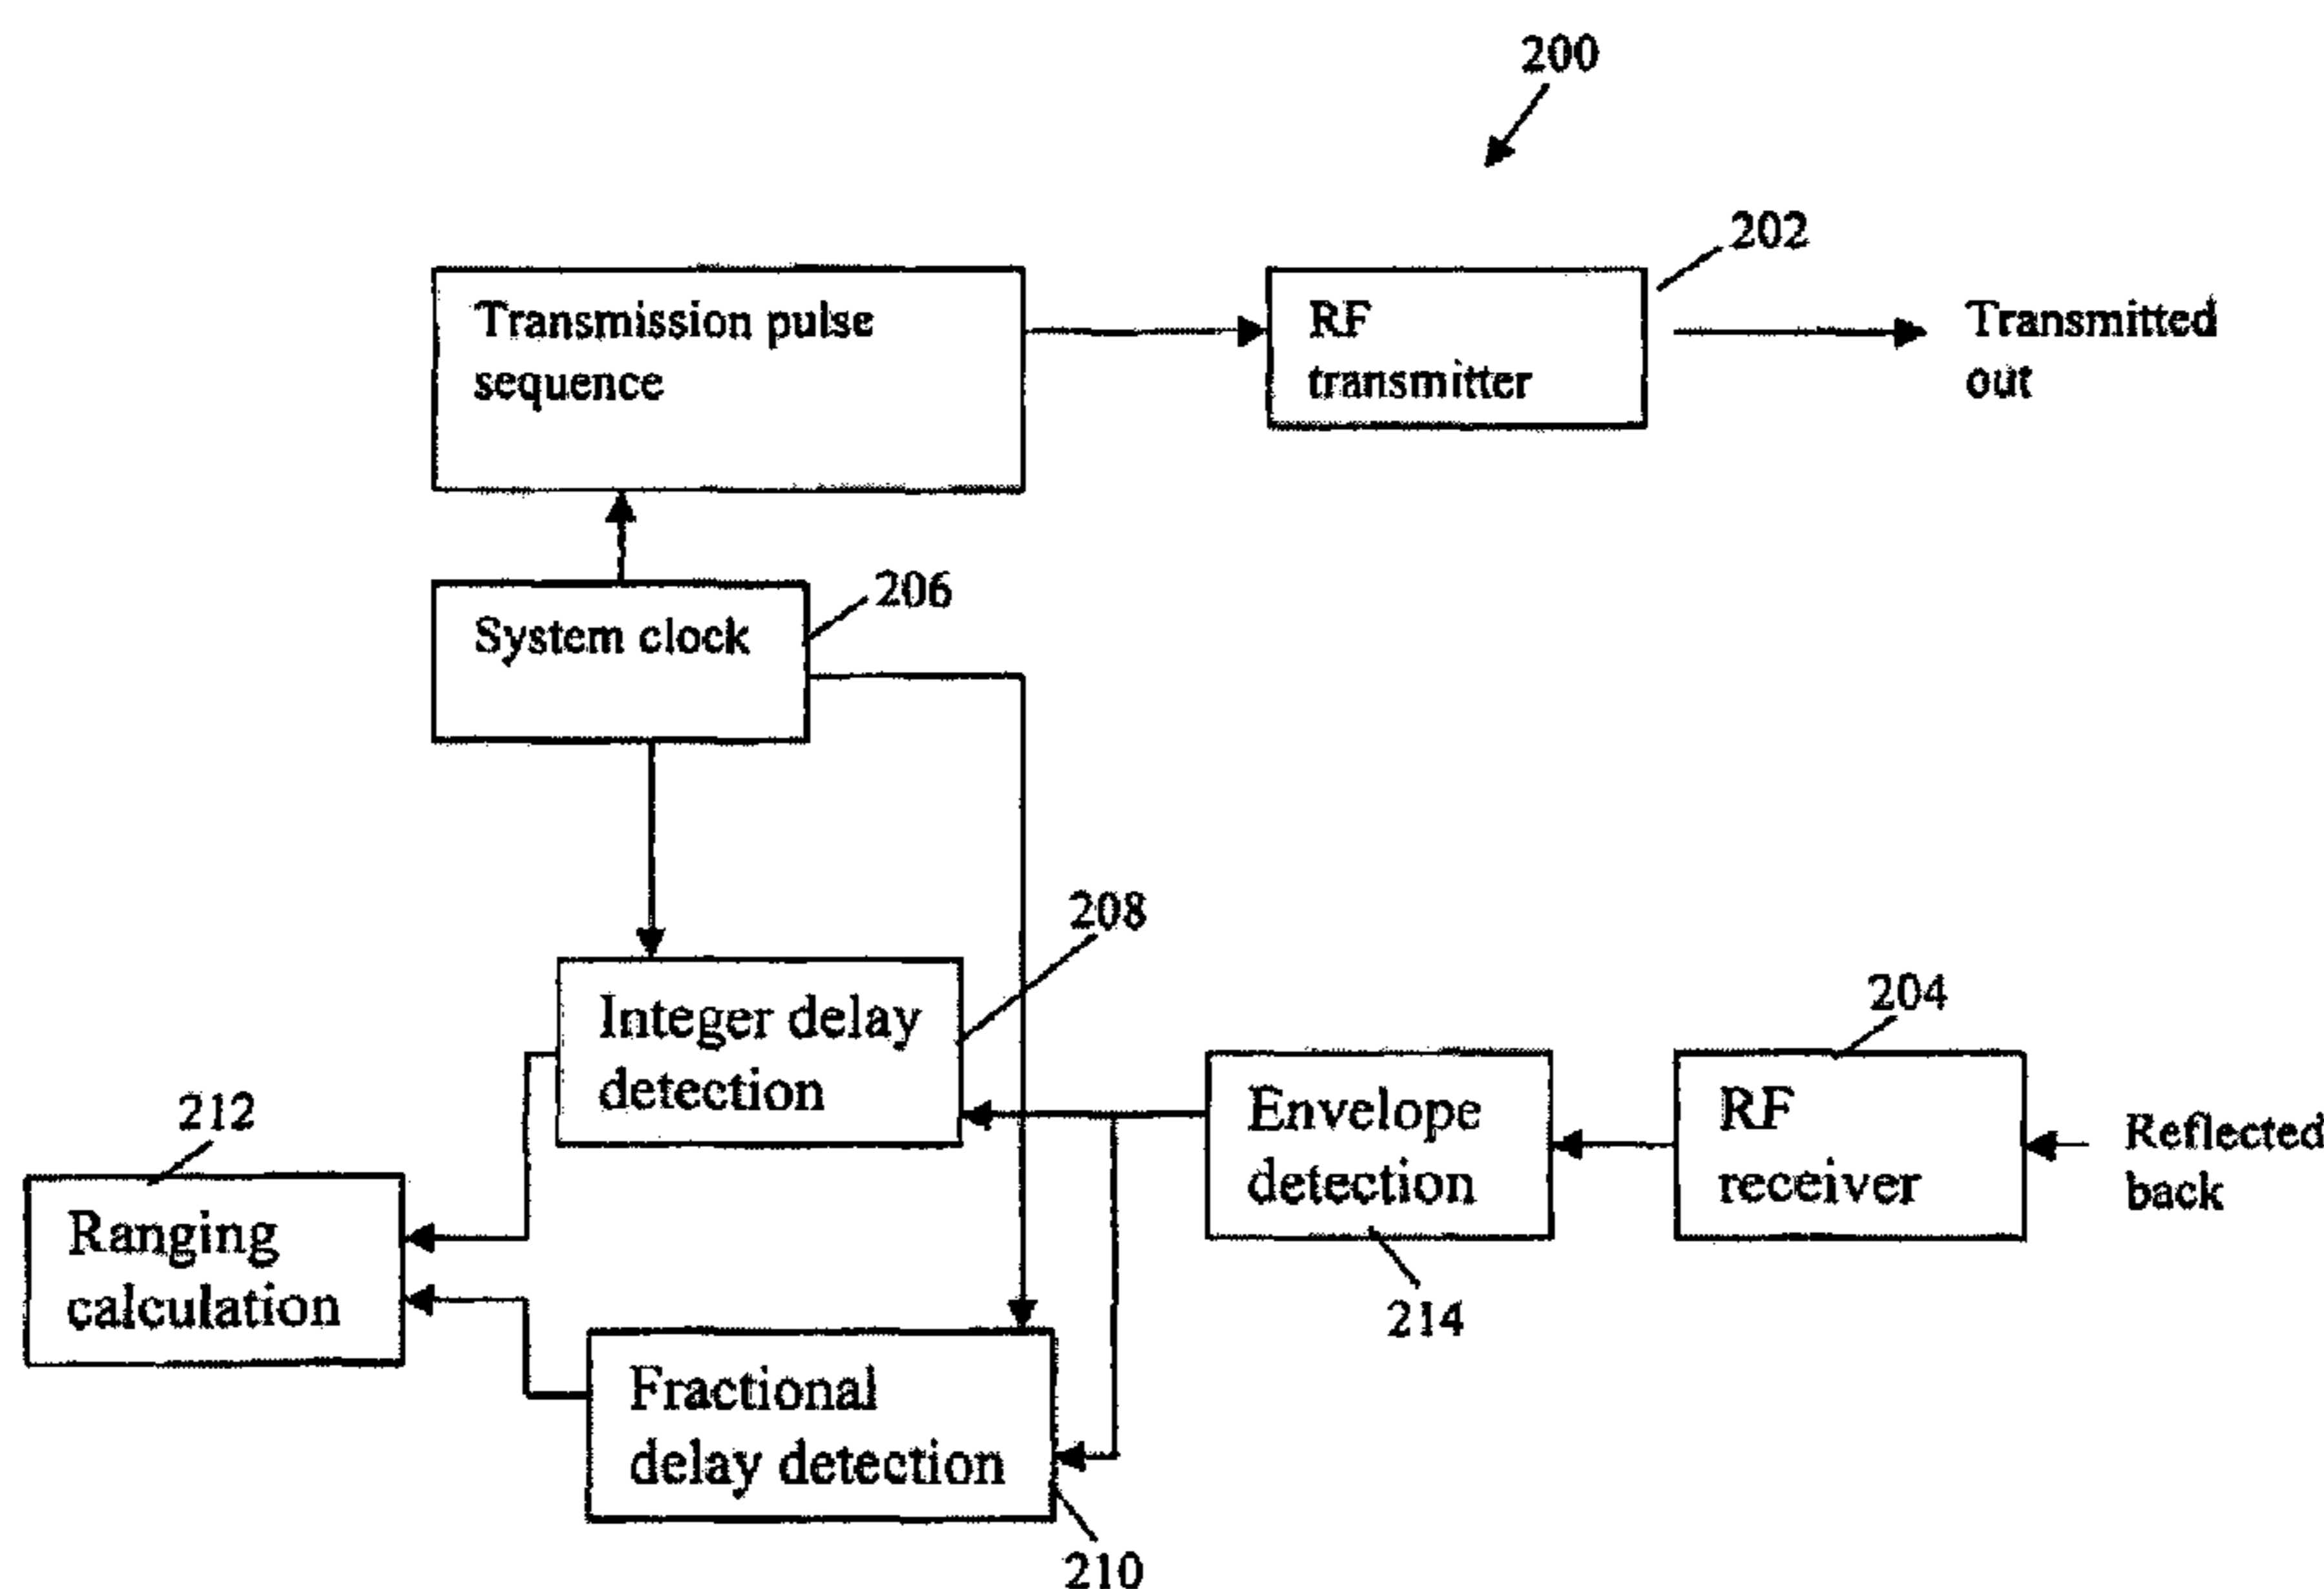 200
202
Transmission pulse
sequence
RF
transmitter
Transmitted
out
206
System clock
208
Integer delay
detection
204
Envelope
detection
RF
receiver
Reflected
back
212
Ranging
calculation
214
Fractional
delay detection
210